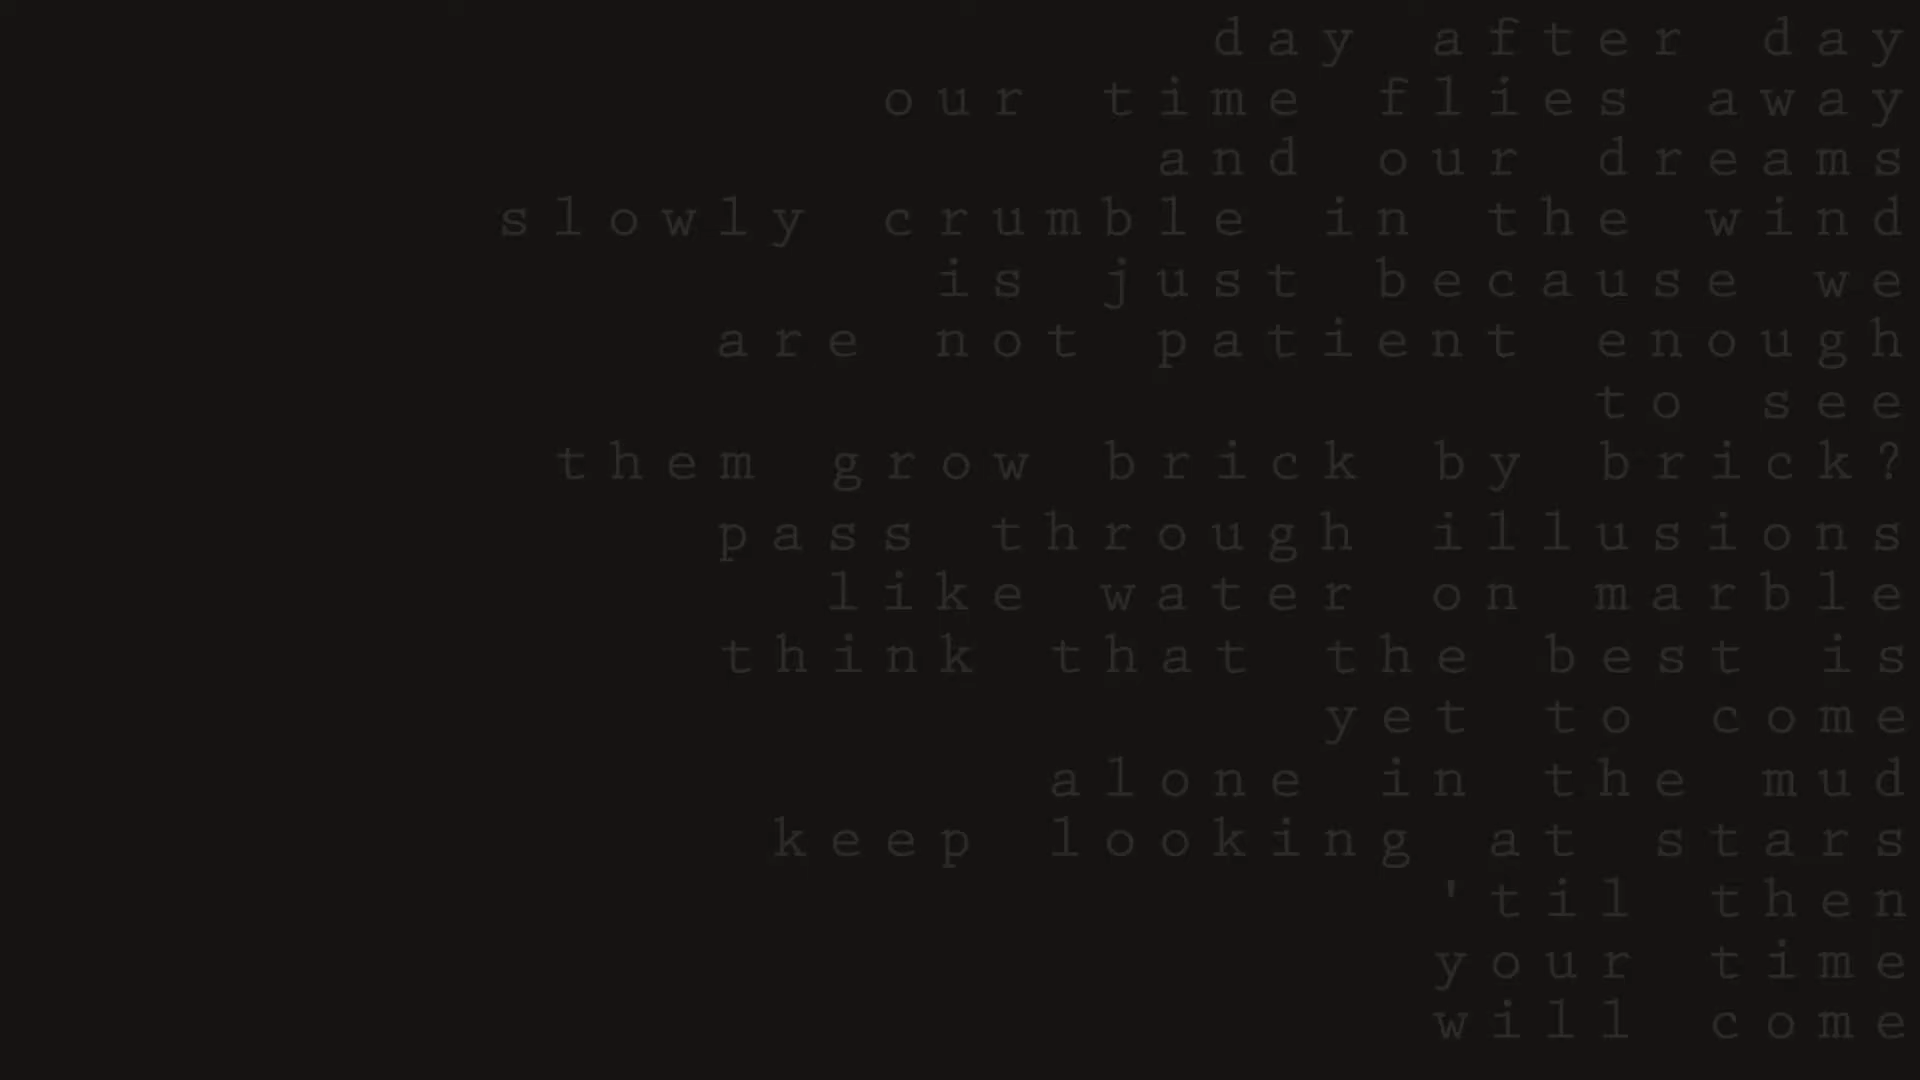 day after day
our time flies away
and our dreams
slowly crumble in the wind
is just because we
are not patient enough
to see
them grow brick by brick?
pass through illusions
like water on marble
think that the best is
yet to come
alone in the mud
keep looking at stars
'til then
your time
will come